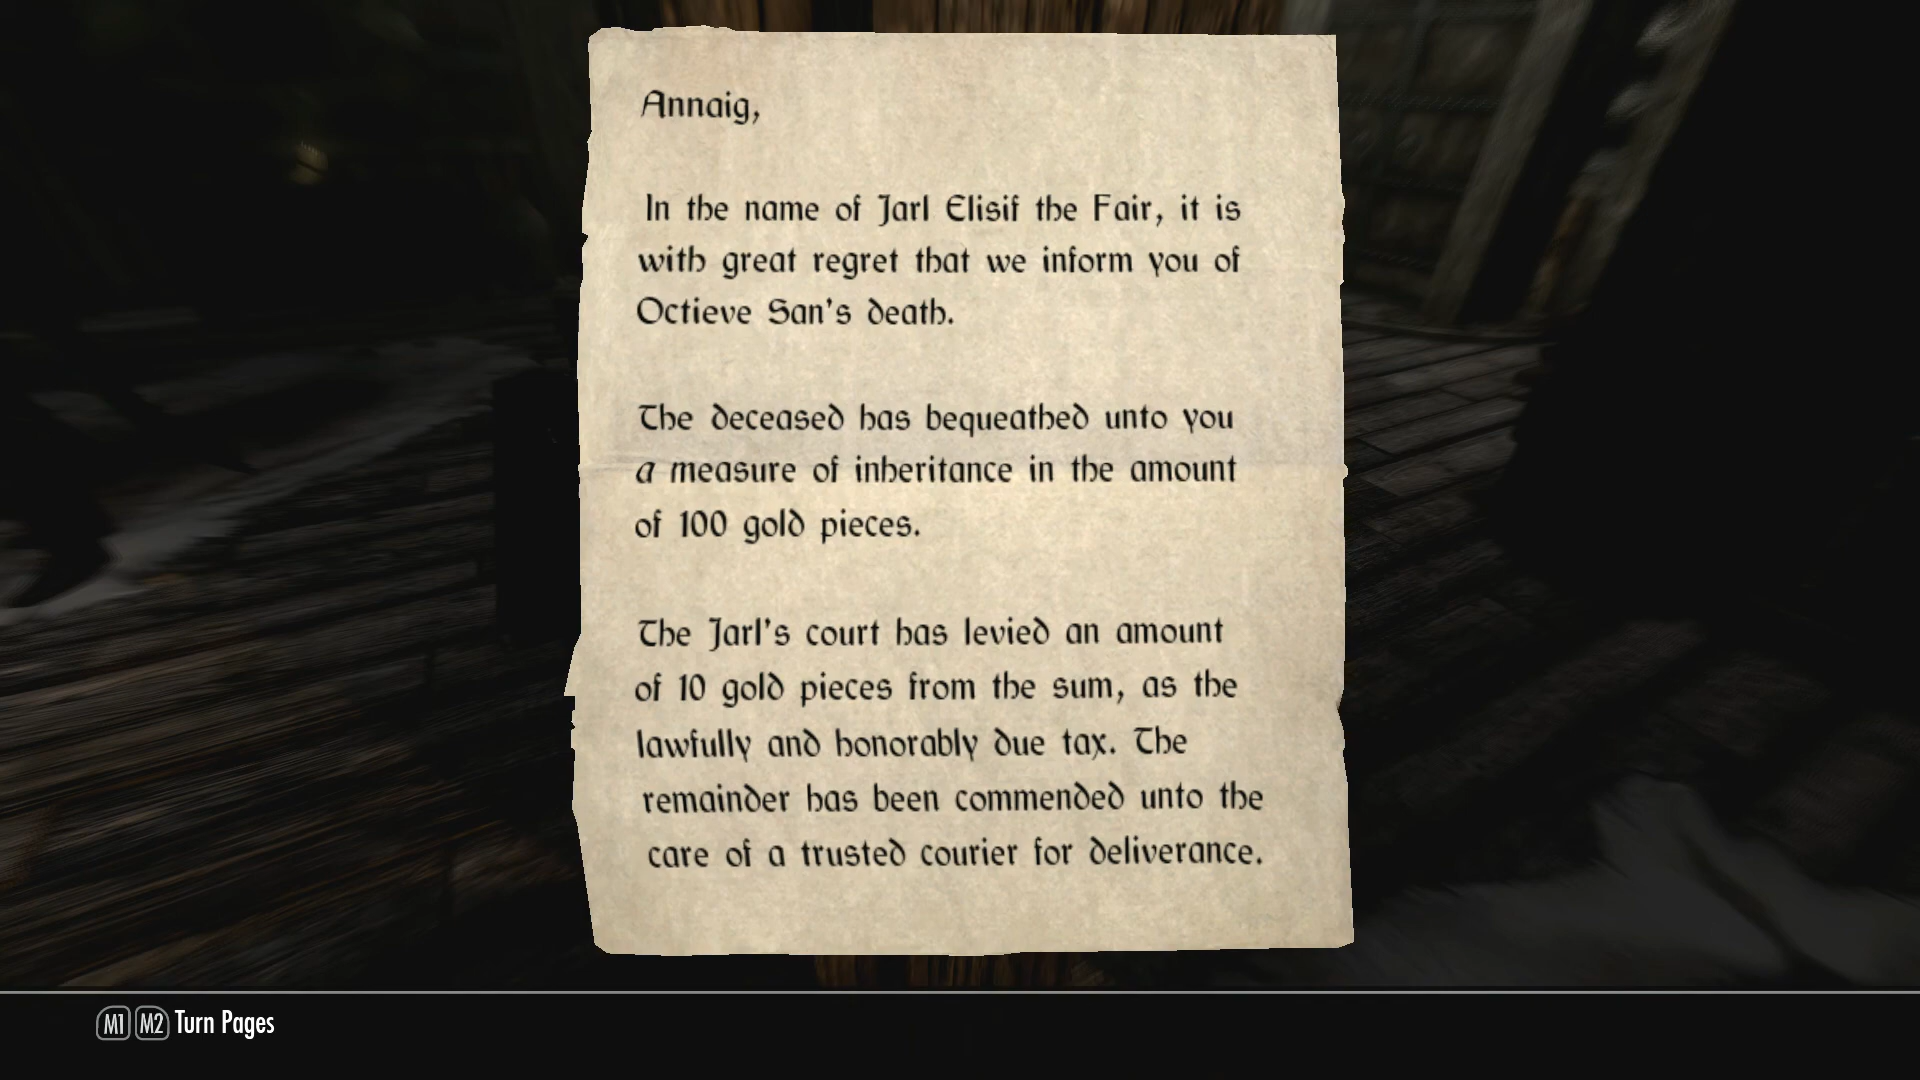 Annaig,
In the name of Jarl Elisif the Fair, it is
with great regret that we inform you of
Octieve San's death.
The deceased has bequeathed unto you
a measure of inheritance in the amount
of 100 gold pieces.
The Jarl's court has levied an amount
of 10 gold pieces from the sum, as the
lawfully and honorably due tax. The
remainder has been commended unto the
care of a trusted courier for deliverance.
M1 M2 Turn Pages